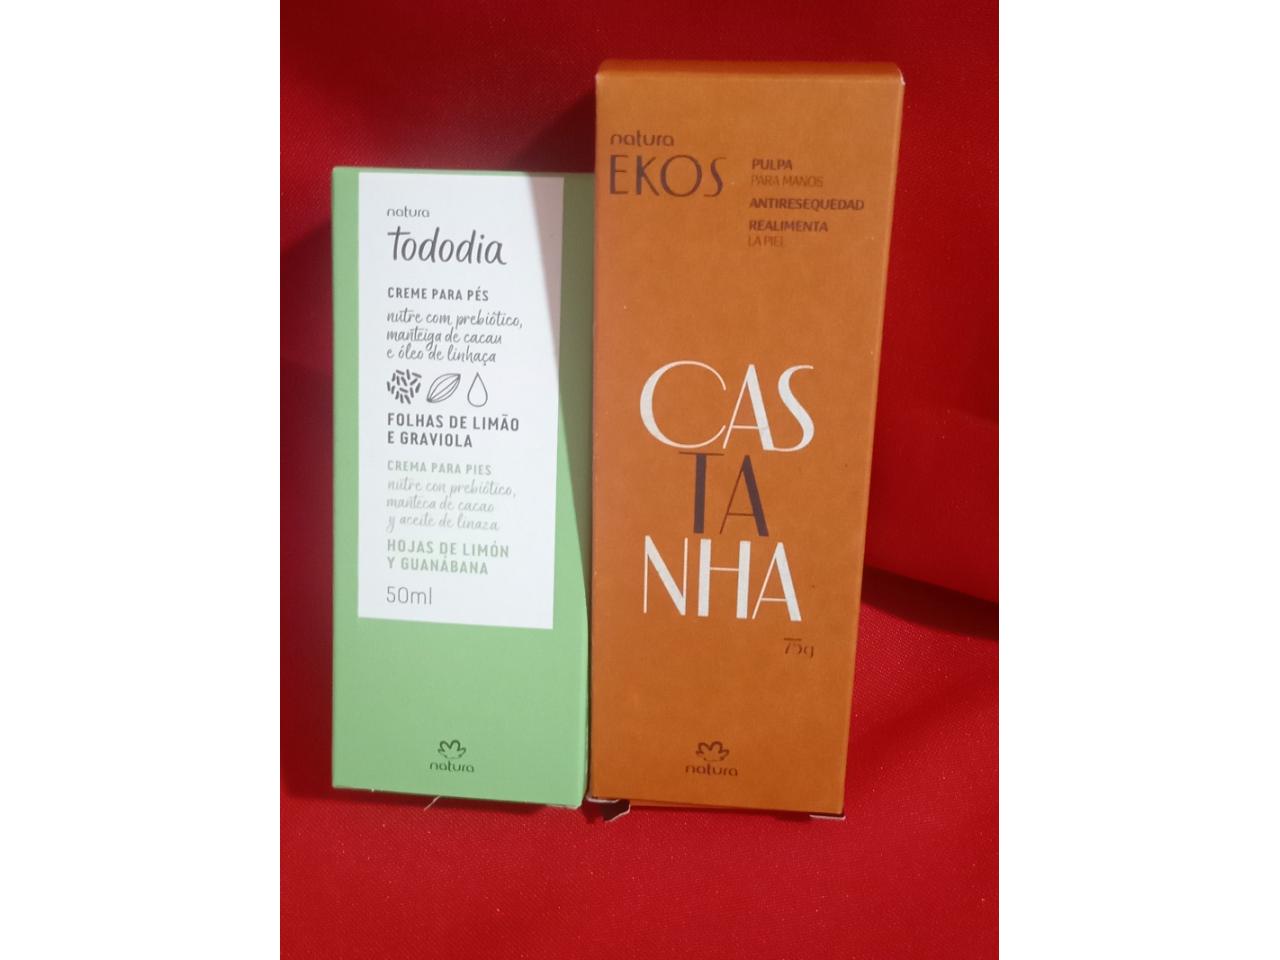 natura
Tododia
CREME PARA PÉS
nutre com prebiótico,
manteiga de cacau
e óleo de linhaça
FOLHAS DE LIMÃO
E GRAVIOLA
CREMA PARA PIES
nutre con prebiótico,
manteca de cacao
y aceite de linaza
HOJAS DE LIMÓN
Y GUANÁBANA
50ml
natura
natura
EKOS
PULPA
PARA MANOS
ANTIRESEQUEDAD
REALIMENTA
LA PIEL
CAS
TA
NHA
75g
natura